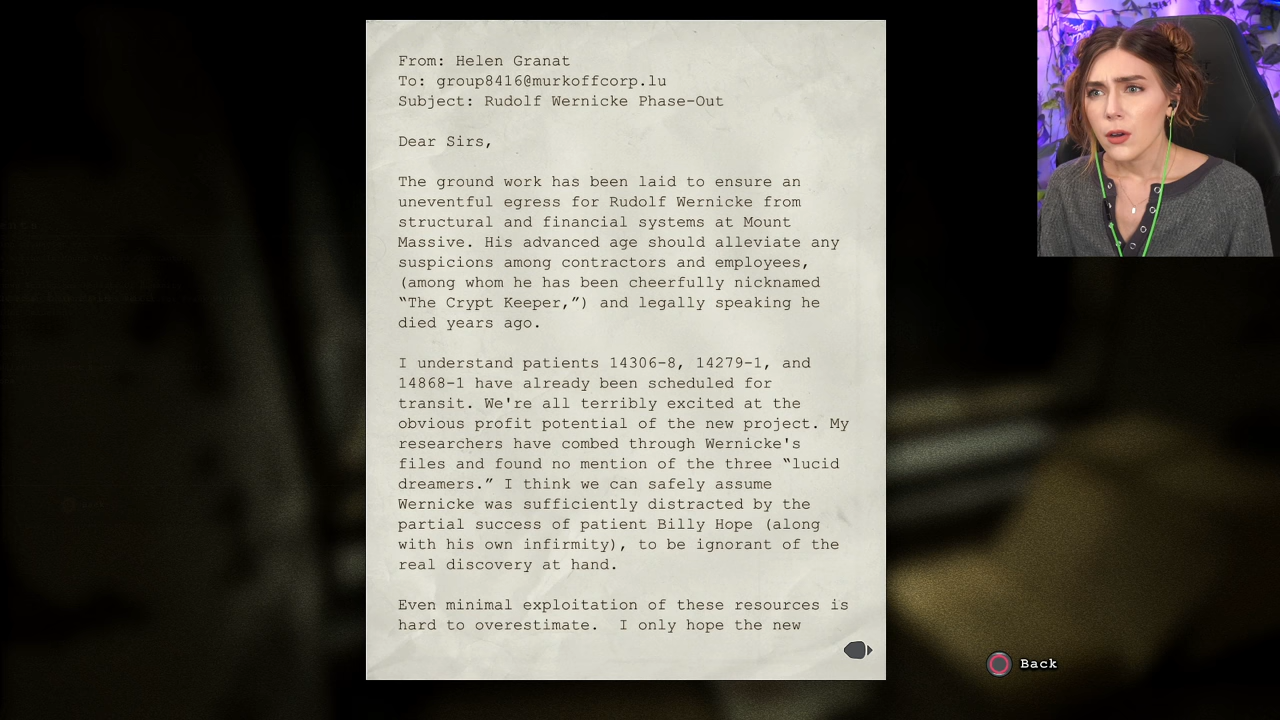 From: Helen Granat
To: group8416@murkoffcorp.lu
Subject: Rudolf Wernicke Phase-Out
Dear Sirs,
The ground work has been laid to ensure an
uneventful egress for Rudolf Wernicke from
structural and financial systems at Mount
Massive. His advanced age should alleviate any
suspicions among contractors and employees,
(among whom he has been cheerfully nicknamed
“The Crypt Keeper,”) and legally speaking he
died years ago.
I understand patients 14306-8, 14279-1, and
14868-1 have already been scheduled for
transit. We're all terribly excited at the
obvious profit potential of the new project. My
researchers have combed through Wernicke's
files and found no mention of the three “lucid
dreamers.” I think we can safely assume
Wernicke was sufficiently distracted by the
partial success of patient Billy Hope (along
with his own infirmity), to be ignorant of the
real discovery at hand.
Even minimal exploitation of these resources is
hard to overestimate.  I only hope the new
Back